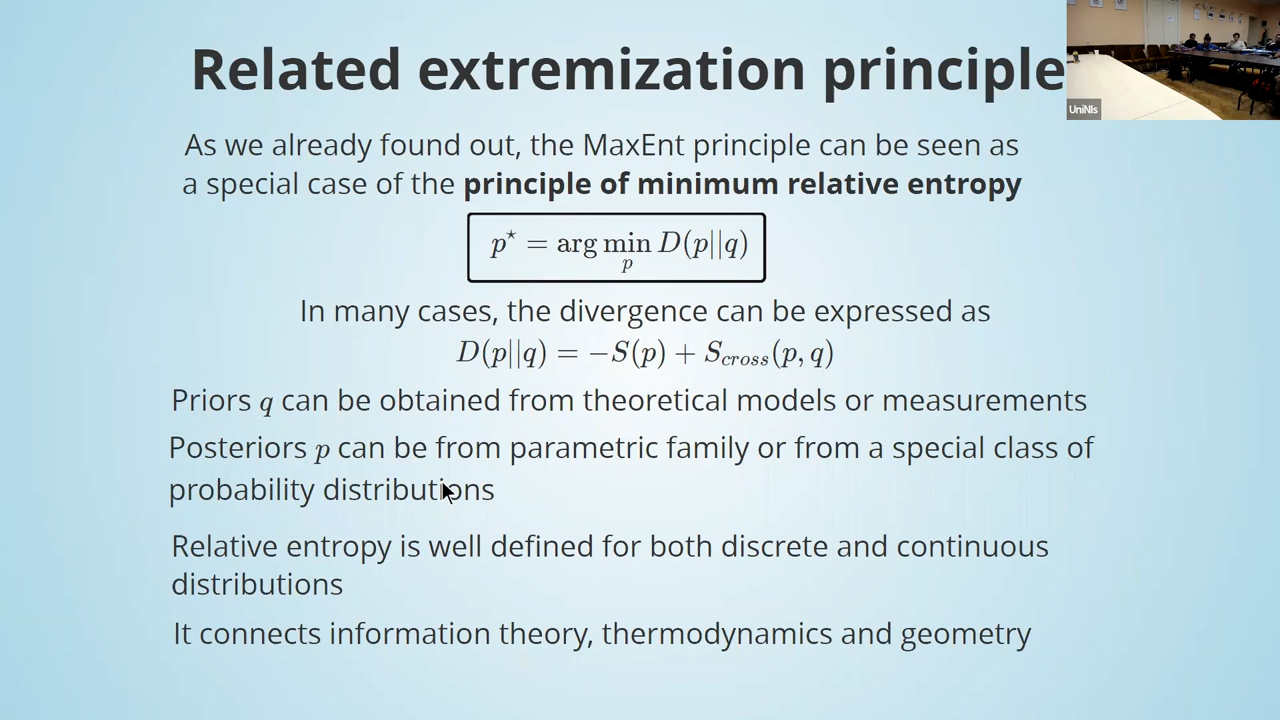 Related extremization principle
UniNIs
As we already found out, the MaxEnt principle can be seen as
a special case of the principle of minimum relative entropy
p* = arg min_p D(p||q)
In many cases, the divergence can be expressed as
D(p||q) = −S(p) + S_cross(p, q)
Priors q can be obtained from theoretical models or measurements
Posteriors p can be from parametric family or from a special class of
probability distributions
Relative entropy is well defined for both discrete and continuous
distributions
It connects information theory, thermodynamics and geometry